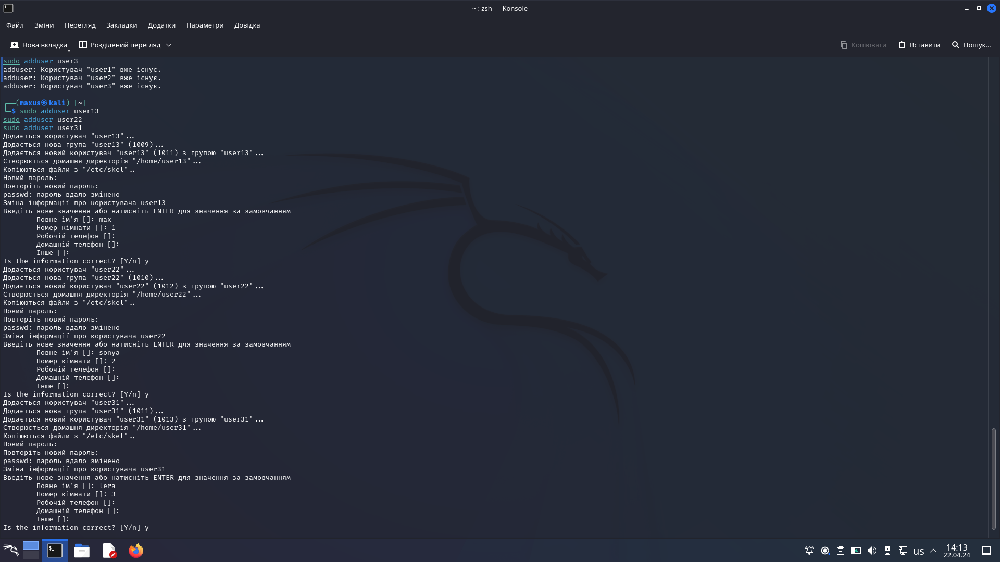 ~ : zsh — Konsole
Файл Зміни Перегляд Закладки Додатки Параметри Довідка
Нова вкладка Розділений перегляд Копіювати Вставити Пошук...
sudo adduser user3
adduser: Користувач "user1" вже існує.
adduser: Користувач "user2" вже існує.
adduser: Користувач "user3" вже існує.
┌──(maxus㉿kali)-[~]
└─$ sudo adduser user13
sudo adduser user22
sudo adduser user31
Додається користувач "user13"...
Додається нова група "user13" (1009)...
Додається новий користувач "user13" (1011) з групою "user13"...
Створюється домашня директорія "/home/user13"...
Копіюються файли з "/etc/skel"..
Новий пароль:
Повторіть новий пароль:
passwd: пароль вдало змінено
Зміна інформації про користувача user13
Введіть нове значення або натисніть ENTER для значення за замовчанням
Повне ім'я []: max
Номер кімнати []: 1
Робочій телефон []:
Домашній телефон []:
Інше []:
Is the information correct? [Y/n] y
Додається користувач "user22"...
Додається нова група "user22" (1010)...
Додається новий користувач "user22" (1012) з групою "user22"...
Створюється домашня директорія "/home/user22"...
Копіюються файли з "/etc/skel"..
Новий пароль:
Повторіть новий пароль:
passwd: пароль вдало змінено
Зміна інформації про користувача user22
Введіть нове значення або натисніть ENTER для значення за замовчанням
Повне ім'я []: sonya
Номер кімнати []: 2
Робочій телефон []:
Домашній телефон []:
Інше []:
Is the information correct? [Y/n] y
Додається користувач "user31"...
Додається нова група "user31" (1011)...
Додається новий користувач "user31" (1013) з групою "user31"...
Створюється домашня директорія "/home/user31"...
Копіюються файли з "/etc/skel"..
Новий пароль:
Повторіть новий пароль:
passwd: пароль вдало змінено
Зміна інформації про користувача user31
Введіть нове значення або натисніть ENTER для значення за замовчанням
Повне ім'я []: lera
Номер кімнати []: 3
Робочій телефон []:
Домашній телефон []:
Інше []:
Is the information correct? [Y/n] y
us 14:13
22.04.24